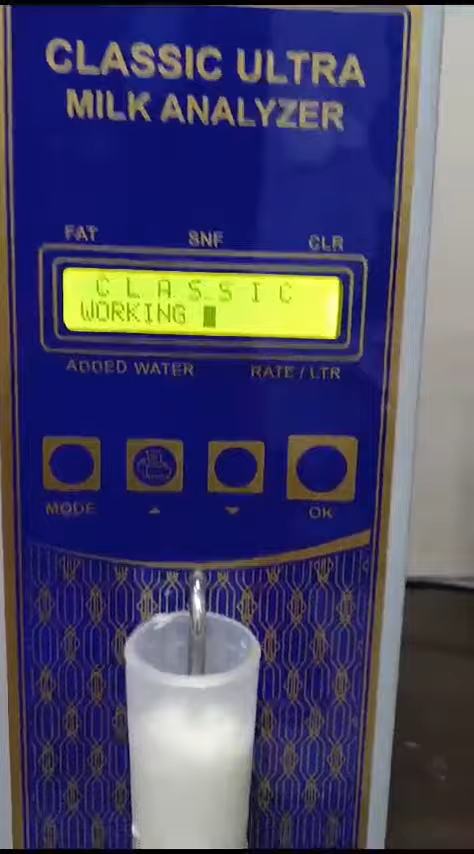 CLASSIC ULTRA
MILK ANALYZER
FAT SNF CLR
CLASSIC
WORKING
ADDED WATER RATE / LTR
MODE OK